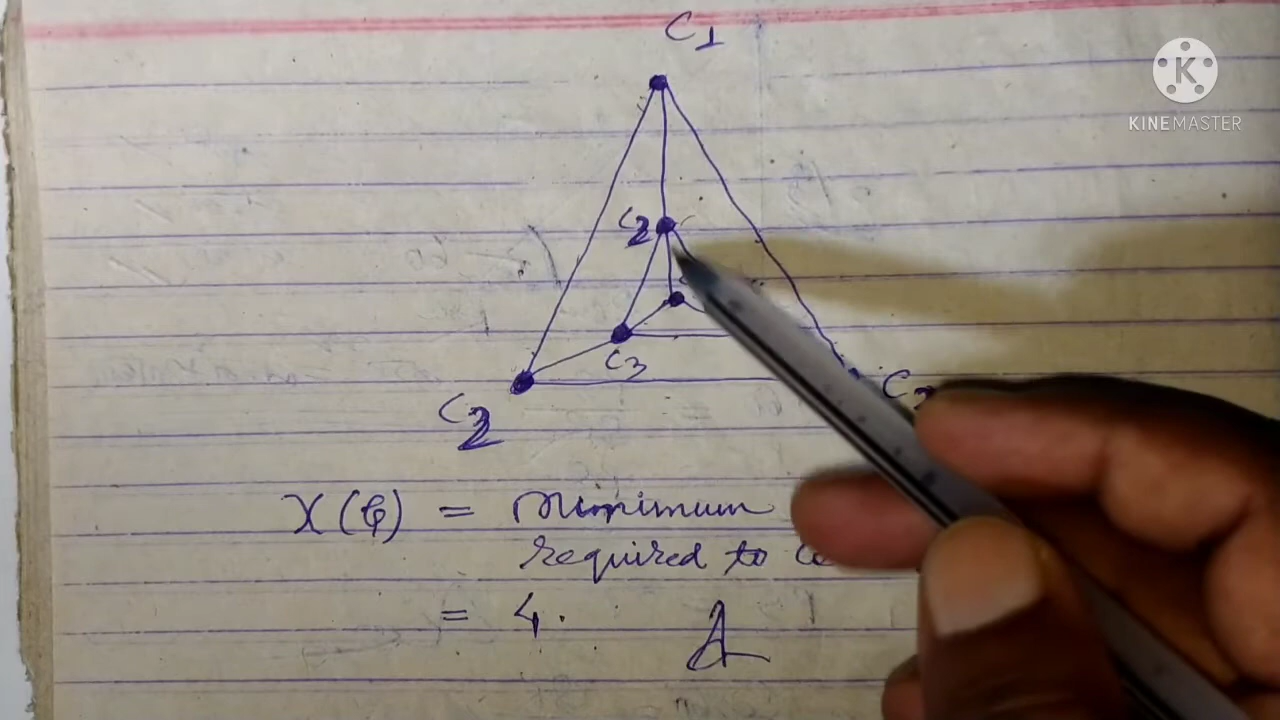 C1
K
KINEMASTER
C2
C3
C2
χ(G) = Minimum
required to
= 4.